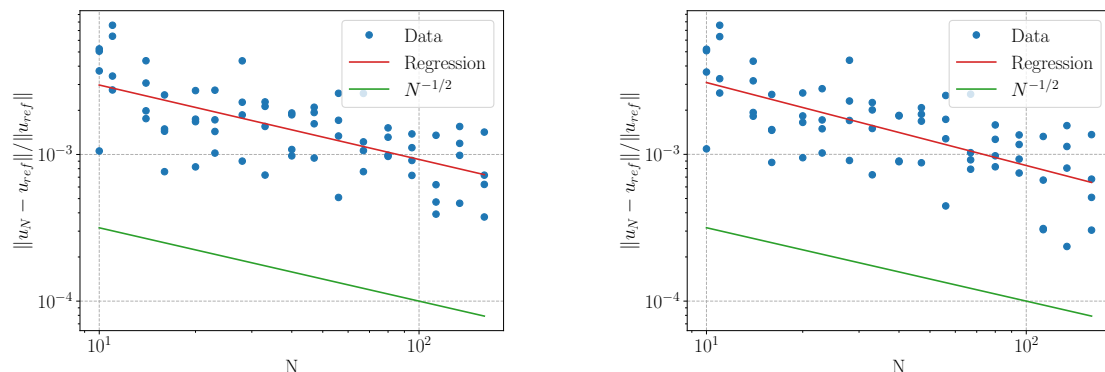 Data
Regression
N^{-1/2}
10^{-3}
10^{-4}
||u_N − u_{ref}||/||u_{ref}||
10^1
10^2
N
Data
Regression
N^{-1/2}
10^{-3}
10^{-4}
||u_N − u_{ref}||/||u_{ref}||
10^1
10^2
N